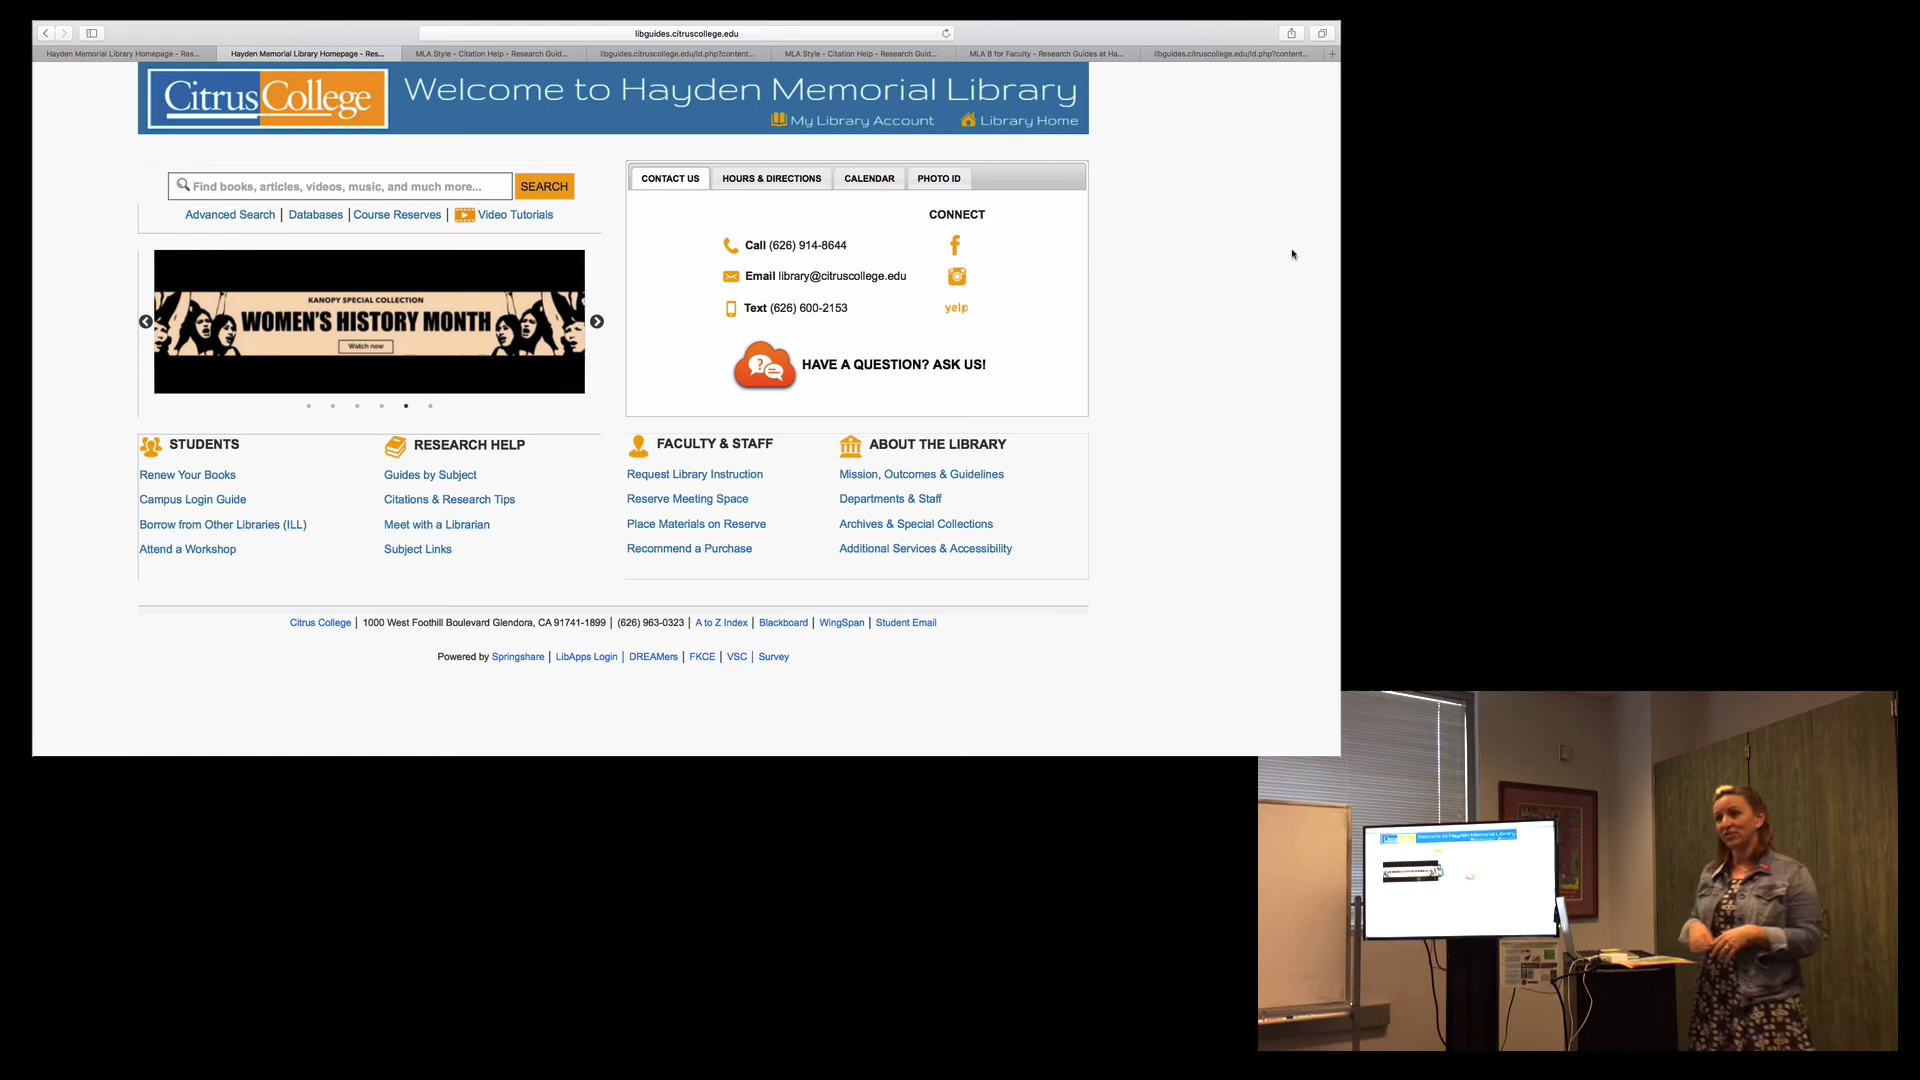 libguides.citruscollege.edu
Hayden Memorial Library Homepage - Res...
Hayden Memorial Library Homepage - Res...
MLA Style - Citation Help - Research Guid...
libguides.citruscollege.edu/ld.php?content...
MLA Style - Citation Help - Research Guid...
MLA 8 for Faculty - Research Guides at Ha...
libguides.citruscollege.edu/ld.php?content...
CitrusCollege
Welcome to Hayden Memorial Library
My Library Account
Library Home
Find books, articles, videos, music, and much more...
SEARCH
Advanced Search | Databases | Course Reserves | Video Tutorials
KANOPY SPECIAL COLLECTION
WOMEN'S HISTORY MONTH
Watch now
CONTACT US
HOURS & DIRECTIONS
CALENDAR
PHOTO ID
CONNECT
Call (626) 914-8644
f
Email library@citruscollege.edu
Text (626) 600-2153
yelp
HAVE A QUESTION? ASK US!
STUDENTS
Renew Your Books
Campus Login Guide
Borrow from Other Libraries (ILL)
Attend a Workshop
RESEARCH HELP
Guides by Subject
Citations & Research Tips
Meet with a Librarian
Subject Links
FACULTY & STAFF
Request Library Instruction
Reserve Meeting Space
Place Materials on Reserve
Recommend a Purchase
ABOUT THE LIBRARY
Mission, Outcomes & Guidelines
Departments & Staff
Archives & Special Collections
Additional Services & Accessibility
Citrus College | 1000 West Foothill Boulevard Glendora, CA 91741-1899 | (626) 963-0323 | A to Z Index | Blackboard | WingSpan | Student Email
Powered by Springshare | LibApps Login | DREAMers | FKCE | VSC | Survey
Welcome to Hayden Memorial Library